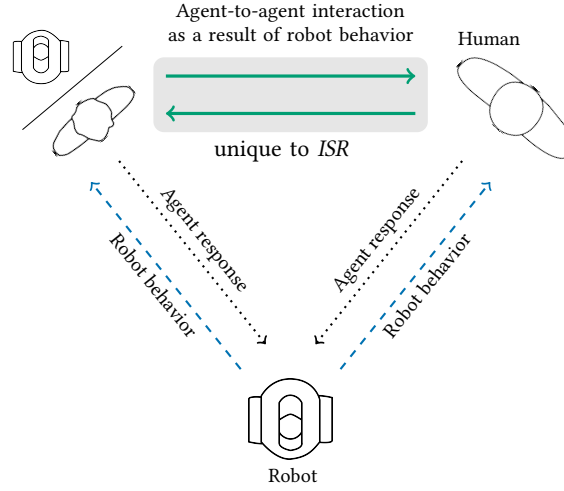 Agent-to-agent interaction
as a result of robot behavior
Human
unique to ISR
Agent response
Robot behavior
Agent response
Robot behavior
Robot